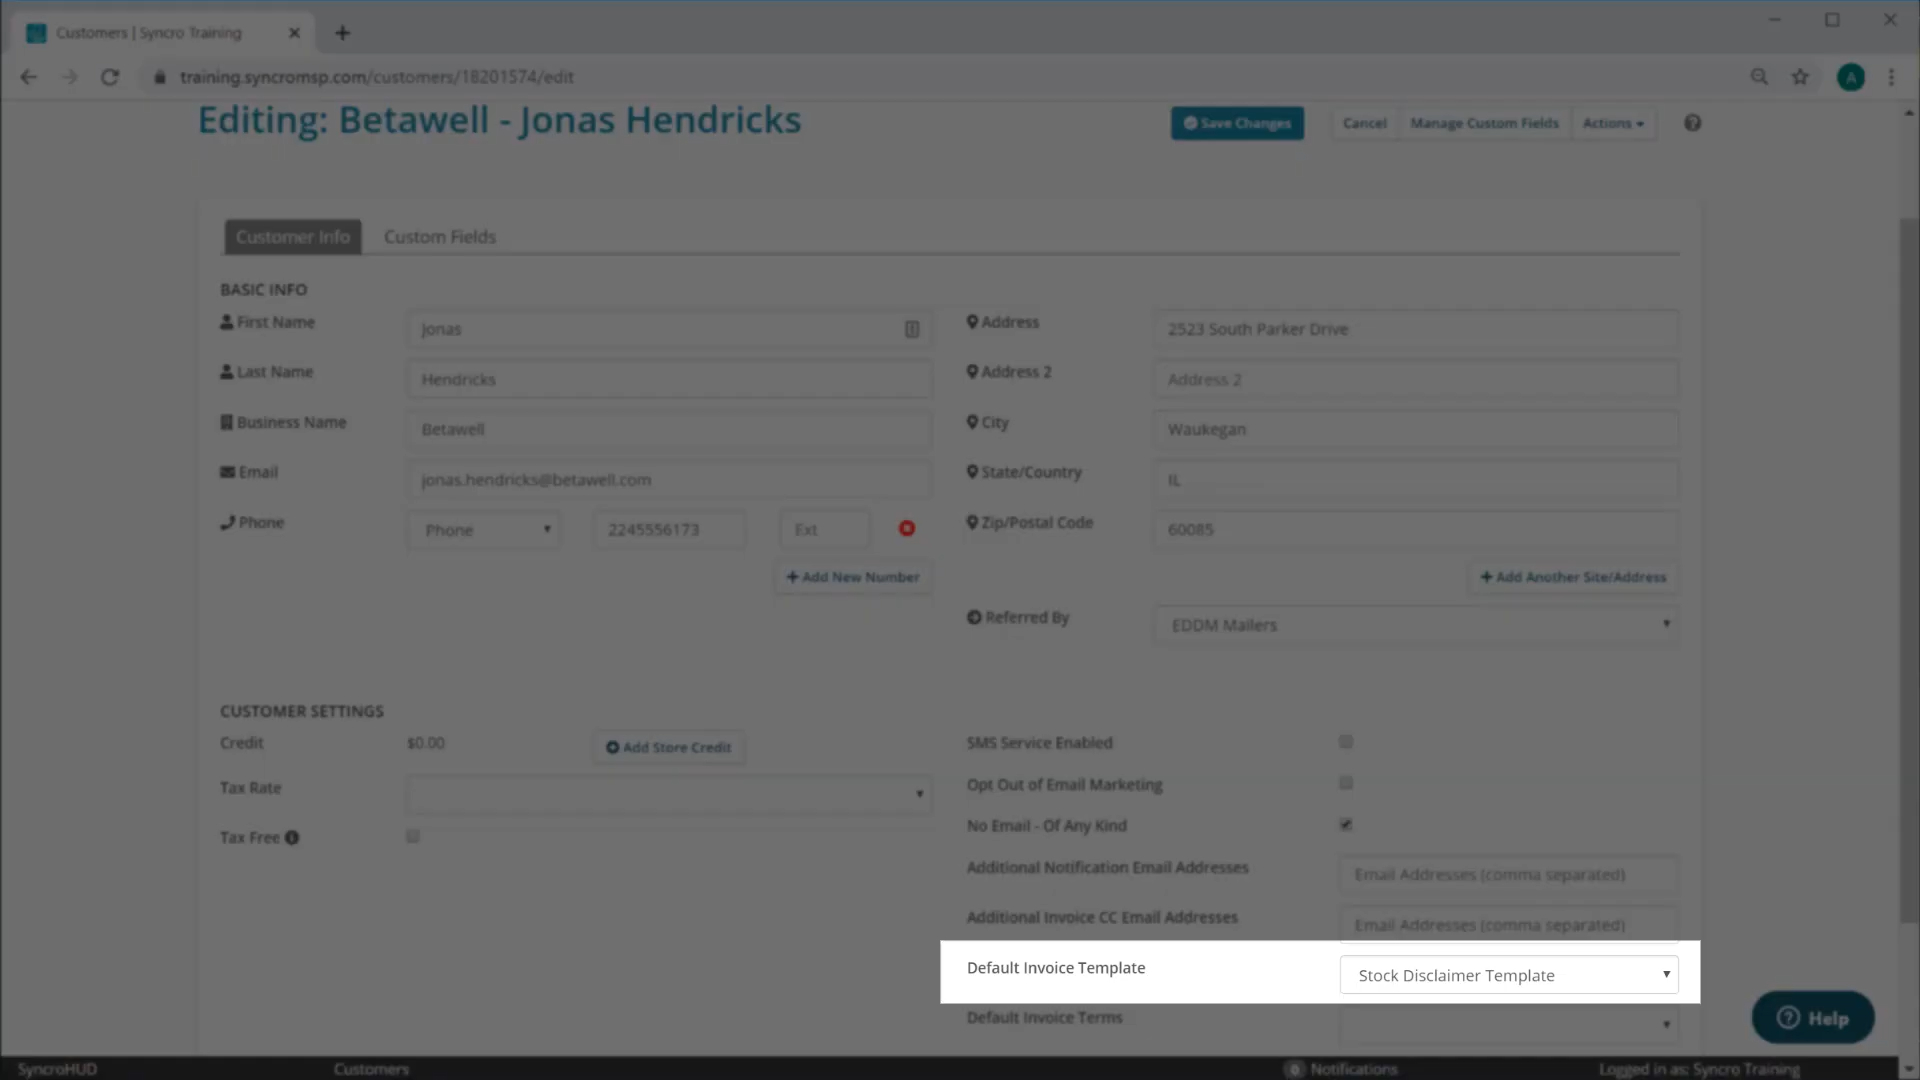 Customers | Syncro Training
training.syncromsp.com/customers/18201574/edit
A
Editing: Betawell - Jonas Hendricks
Save Changes
Cancel
Manage Custom Fields
Actions
Customer Info
Custom Fields
BASIC INFO
First Name
Jonas
Address
2523 South Parker Drive
Last Name
Hendricks
Address 2
Address 2
Business Name
Betawell
City
Waukegan
Email
jonas.hendricks@betawell.com
State/Country
IL
Phone
Phone
2245556173
Ext
Zip/Postal Code
60085
Add New Number
Add Another Site/Address
Referred By
EDDM Mailers
CUSTOMER SETTINGS
Credit
$0.00
Add Store Credit
SMS Service Enabled
Tax Rate
Opt Out of Email Marketing
Tax Free
No Email - Of Any Kind
Additional Notification Email Addresses
Email Addresses (comma separated)
Additional Invoice CC Email Addresses
Email Addresses (comma separated)
Default Invoice Template
Stock Disclaimer Template
Default Invoice Terms
Help
SyncroHUD
Customers
0 Notifications
Logged in as: Syncro Training